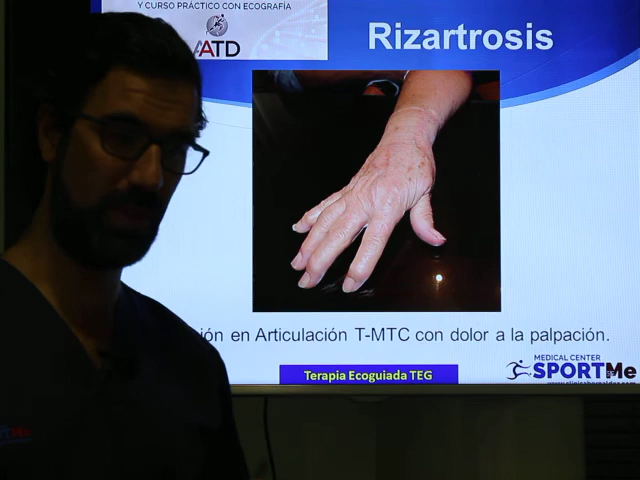 Y CURSO PRÁCTICO CON ECOGRAFÍA
AATD
Rizartrosis
ión en Articulación T-MTC con dolor a la palpación.
Terapia Ecoguiada TEG
MEDICAL CENTER
SPORTMe